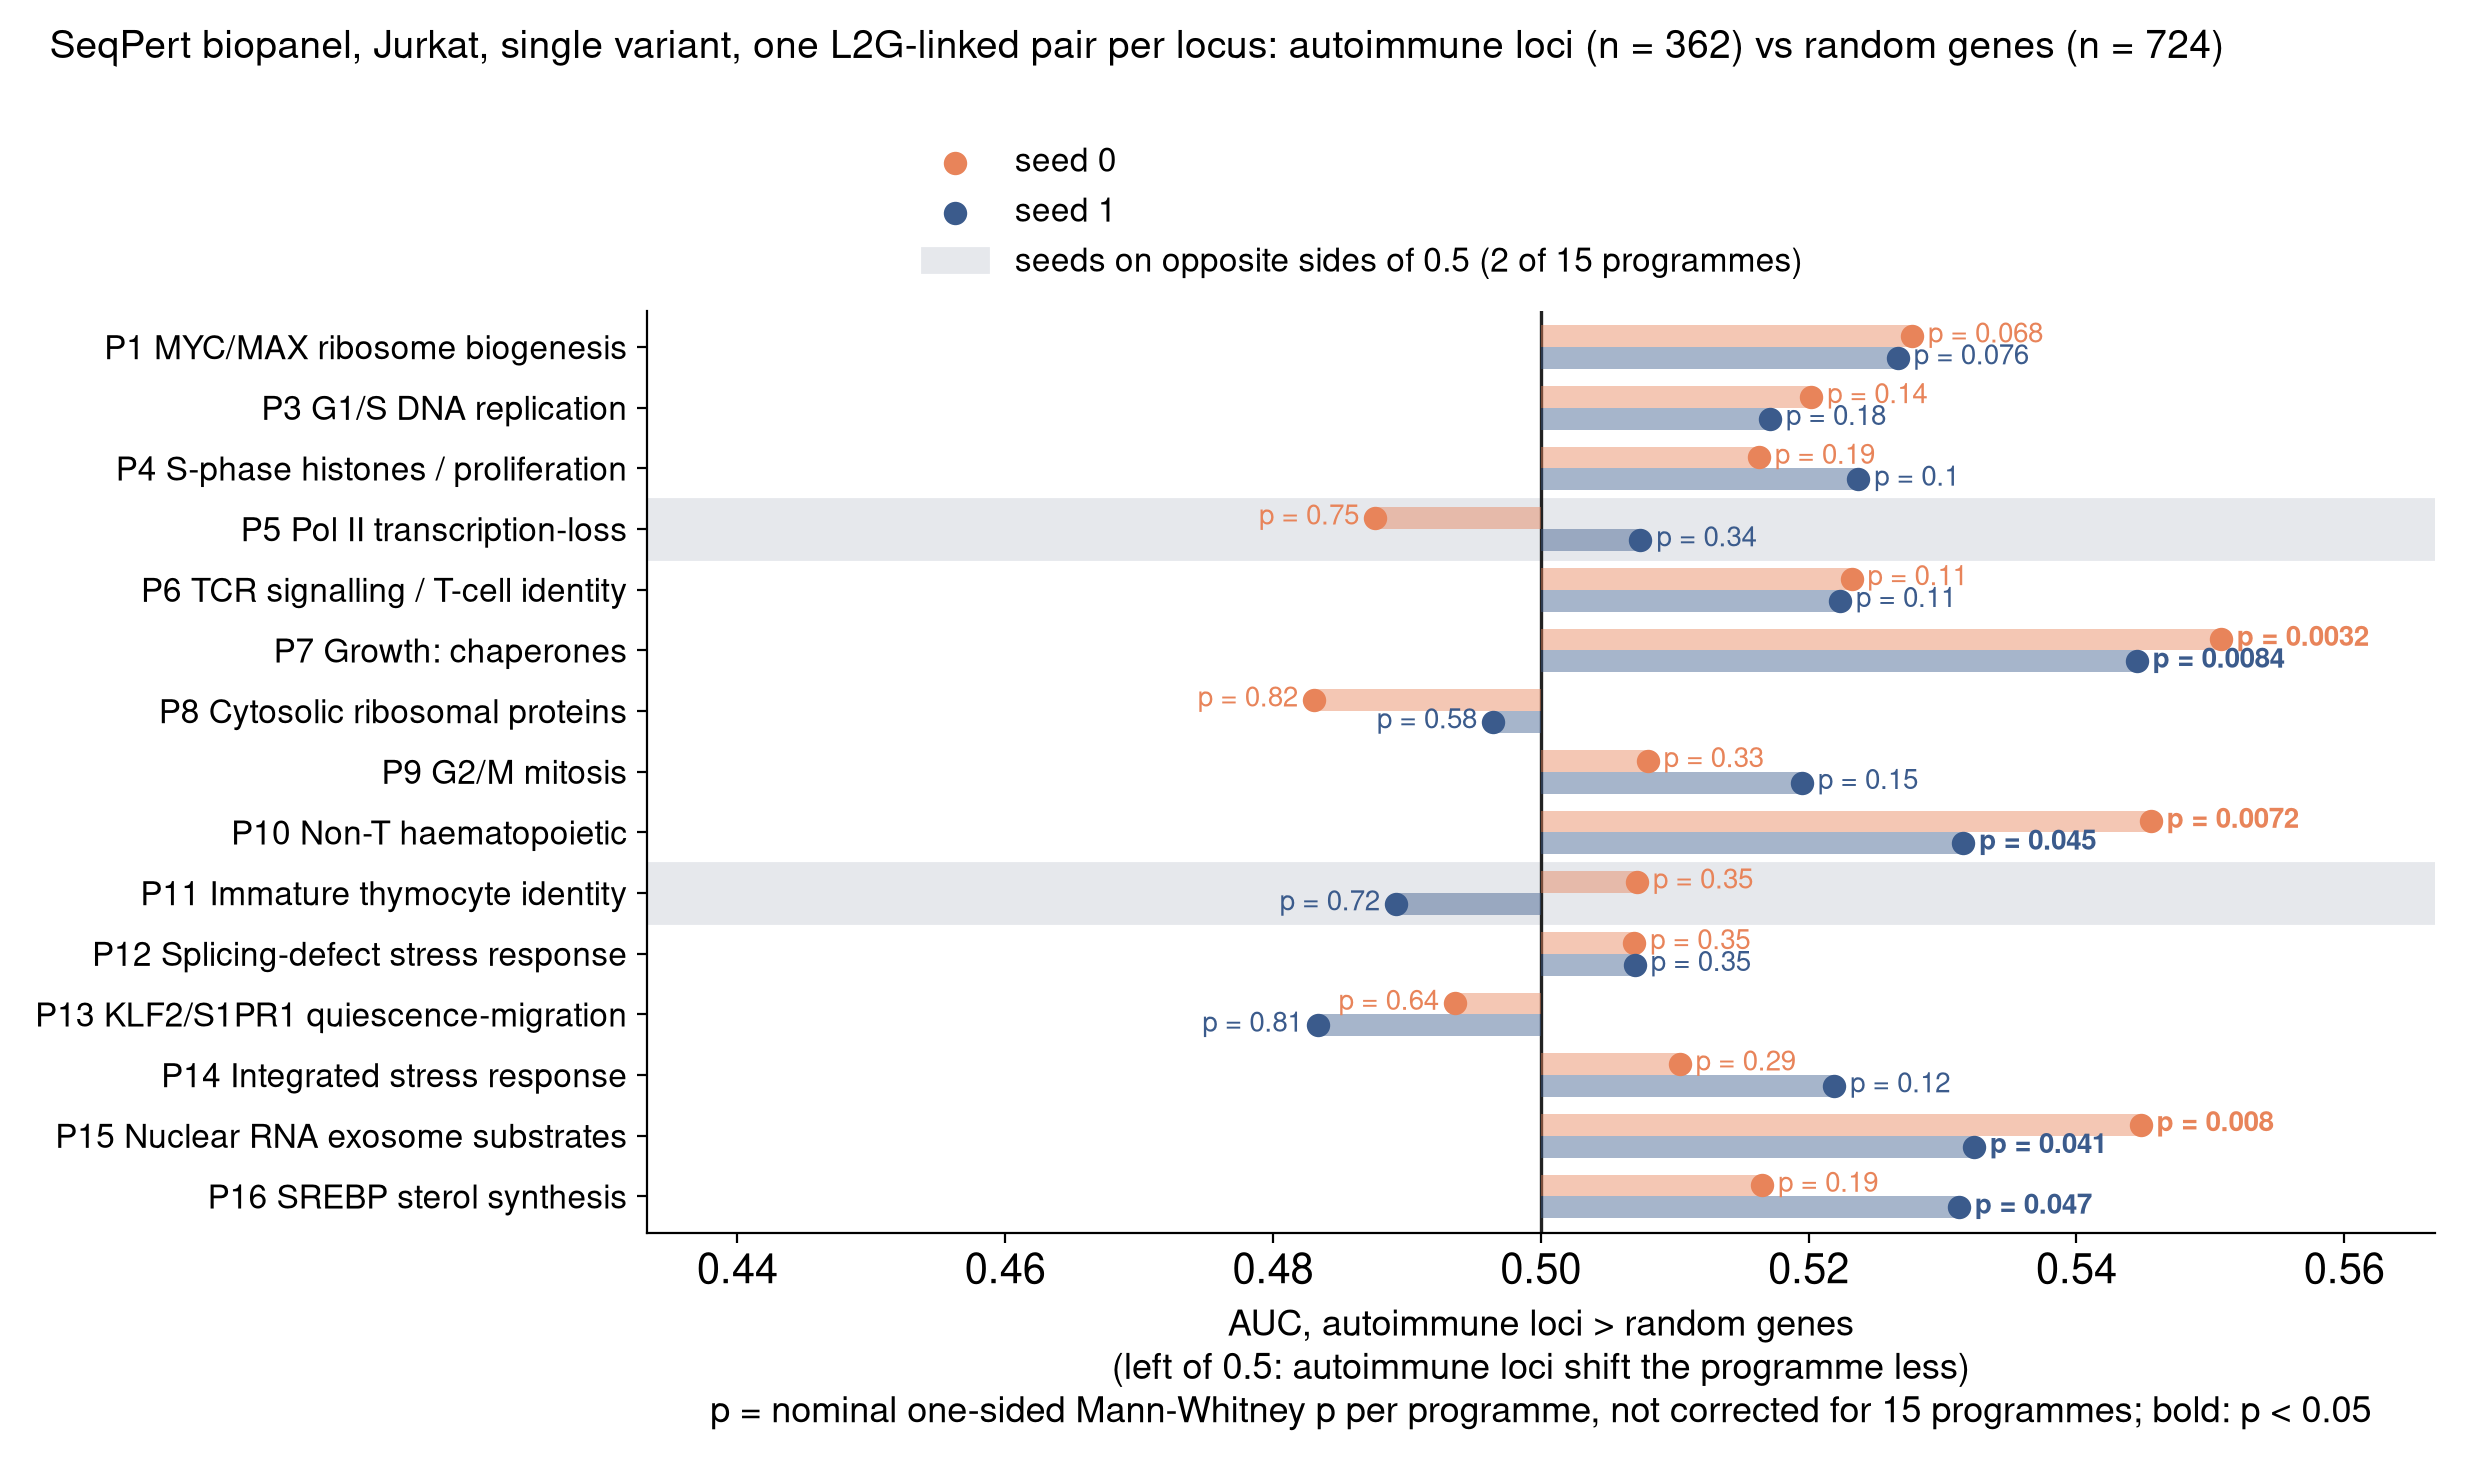 SeqPert biopanel, Jurkat, single variant, one L2G-linked pair per locus: autoimmune loci (n = 362) vs random genes (n = 724)
seed 0
seed 1
seeds on opposite sides of 0.5 (2 of 15 programmes)
P1 MYC/MAX ribosome biogenesis
p = 0.068
p = 0.076
P3 G1/S DNA replication
p = 0.14
p = 0.18
P4 S-phase histones / proliferation
p = 0.19
p = 0.1
P5 Pol II transcription-loss
p = 0.75
p = 0.34
P6 TCR signalling / T-cell identity
p = 0.11
p = 0.11
P7 Growth: chaperones
p = 0.0032
p = 0.0084
P8 Cytosolic ribosomal proteins
p = 0.82
p = 0.58
P9 G2/M mitosis
p = 0.33
p = 0.15
P10 Non-T haematopoietic
p = 0.0072
p = 0.045
P11 Immature thymocyte identity
p = 0.35
p = 0.72
P12 Splicing-defect stress response
p = 0.35
p = 0.35
P13 KLF2/S1PR1 quiescence-migration
p = 0.64
p = 0.81
P14 Integrated stress response
p = 0.29
p = 0.12
P15 Nuclear RNA exosome substrates
p = 0.008
p = 0.041
P16 SREBP sterol synthesis
p = 0.19
p = 0.047
0.44 0.46 0.48 0.50 0.52 0.54 0.56
AUC, autoimmune loci > random genes
(left of 0.5: autoimmune loci shift the programme less)
p = nominal one-sided Mann-Whitney p per programme, not corrected for 15 programmes; bold: p < 0.05